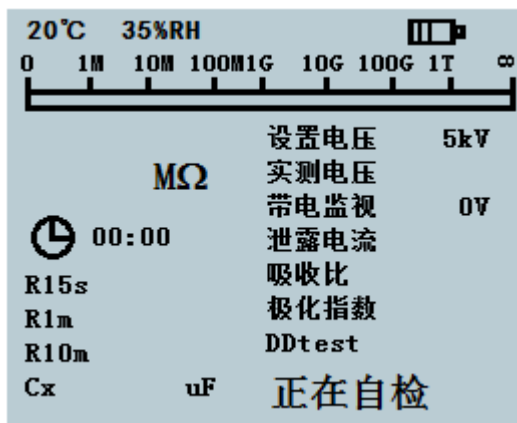 20℃ 35%RH
0 1M 10M 100M1G 10G 100G 1T ∞
设置电压 5kV
MΩ 实测电压
带电监视 0V
00:00 泄露电流
R15s 吸收比
R1m 极化指数
R10m DDtest
Cx uF 正在自检